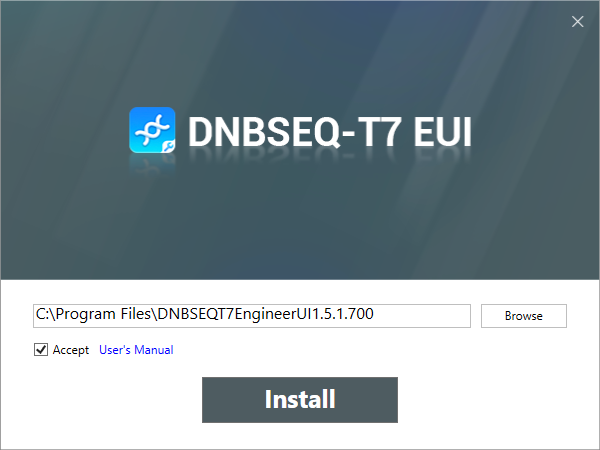 DNBSEQ-T7 EUI
C:\Program Files\DNBSEQT7EngineerUI1.5.1.700
Browse
Accept User's Manual
Install